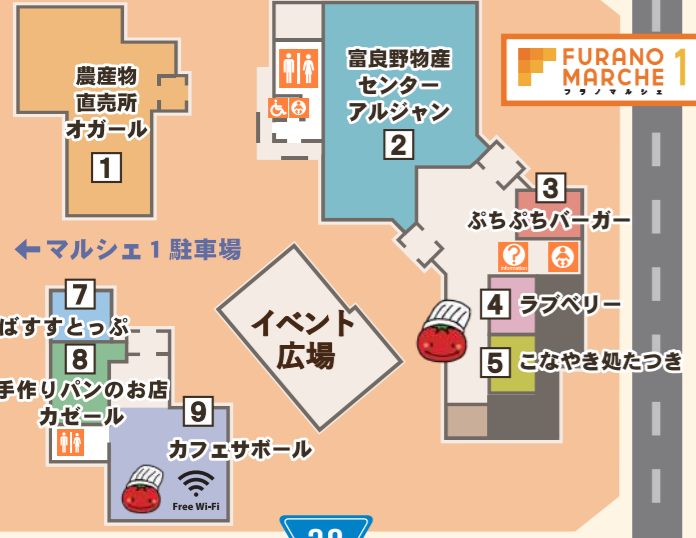 農産物
直売所
オガール
1
富良野物産
センター
アルジャン
2
FURANO
MARCHE 1
フラノマルシェ
3
ぷちぷちバーガー
←マルシェ1駐車場
?
information
7
ばすすとっぷ
イベント
広場
4 ラブベリー
5 こなやき処たつき
8
手作りパンのお店
カゼール
9
カフェサボール
Free Wi-Fi